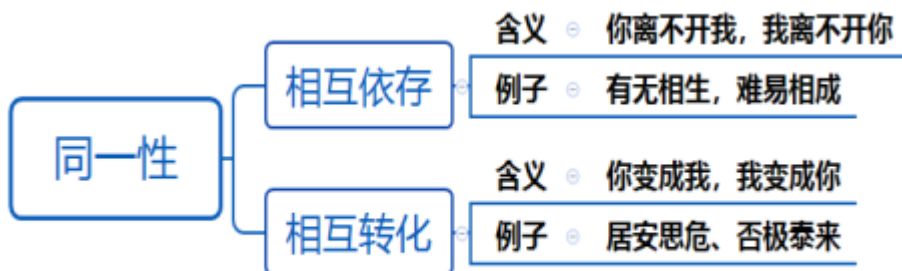 同一性
相互依存
含义 你离不开我，我离不开你
例子 有无相生，难易相成
相互转化
含义 你变成我，我变成你
例子 居安思危、否极泰来